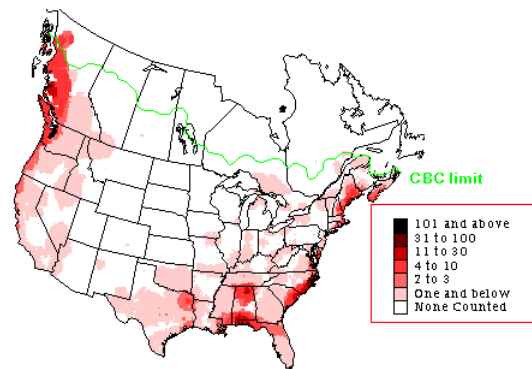 CBC limit
101 and above
31 to 100
11 to 30
4 to 10
2 to 3
One and below
None Counted